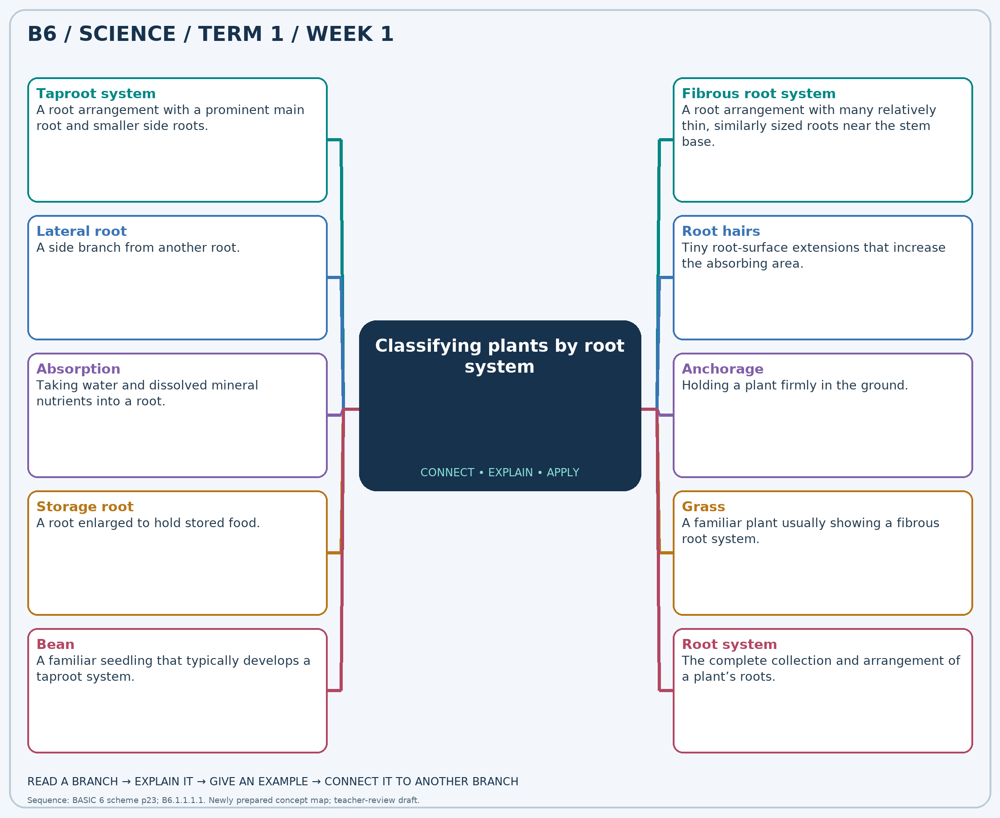 B6 / SCIENCE / TERM 1 / WEEK 1
Taproot system
A root arrangement with a prominent main
root and smaller side roots.
Lateral root
A side branch from another root.
Absorption
Taking water and dissolved mineral
nutrients into a root.
Storage root
A root enlarged to hold stored food.
Bean
A familiar seedling that typically develops a
taproot system.
Classifying plants by root
system
CONNECT • EXPLAIN • APPLY
Fibrous root system
A root arrangement with many relatively
thin, similarly sized roots near the stem
base.
Root hairs
Tiny root-surface extensions that increase
the absorbing area.
Anchorage
Holding a plant firmly in the ground.
Grass
A familiar plant usually showing a fibrous
root system.
Root system
The complete collection and arrangement of
a plant’s roots.
READ A BRANCH → EXPLAIN IT → GIVE AN EXAMPLE → CONNECT IT TO ANOTHER BRANCH
Sequence: BASIC 6 scheme p23; B6.1.1.1.1. Newly prepared concept map; teacher-review draft.